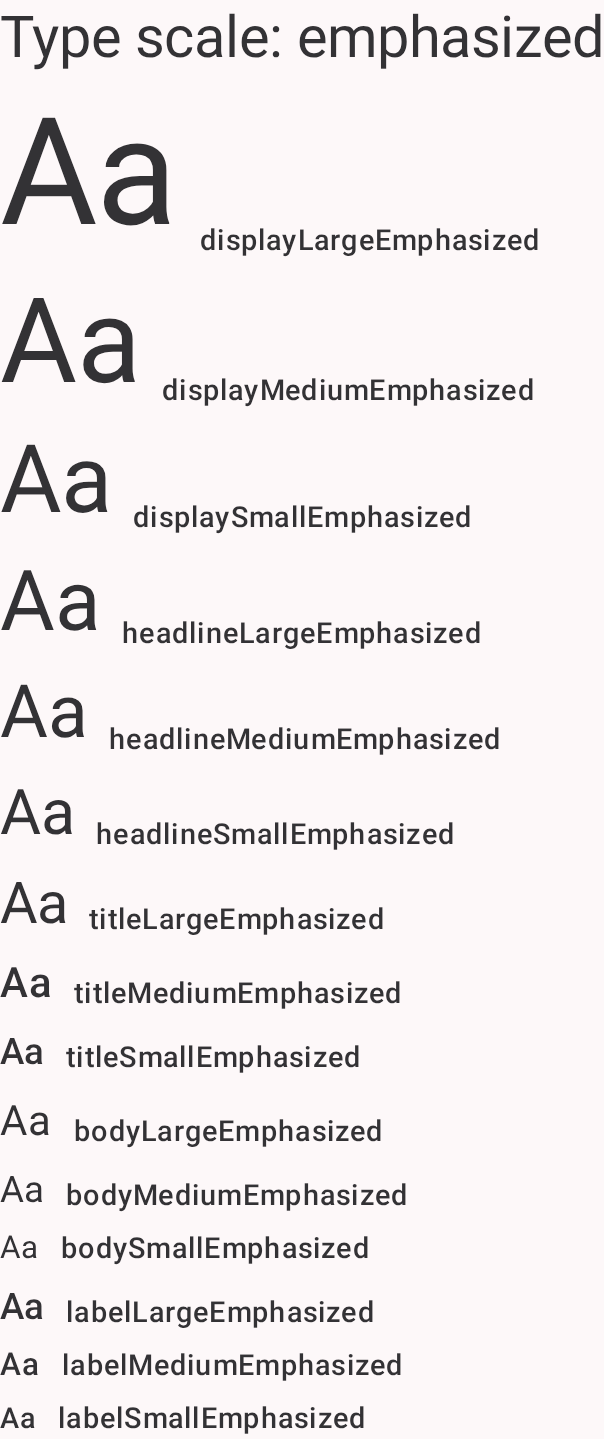 Type scale: emphasized
Aa displayLargeEmphasized
Aa displayMediumEmphasized
Aa displaySmallEmphasized
Aa headlineLargeEmphasized
Aa headlineMediumEmphasized
Aa headlineSmallEmphasized
Aa titleLargeEmphasized
Aa titleMediumEmphasized
Aa titleSmallEmphasized
Aa bodyLargeEmphasized
Aa bodyMediumEmphasized
Aa bodySmallEmphasized
Aa labelLargeEmphasized
Aa labelMediumEmphasized
Aa labelSmallEmphasized